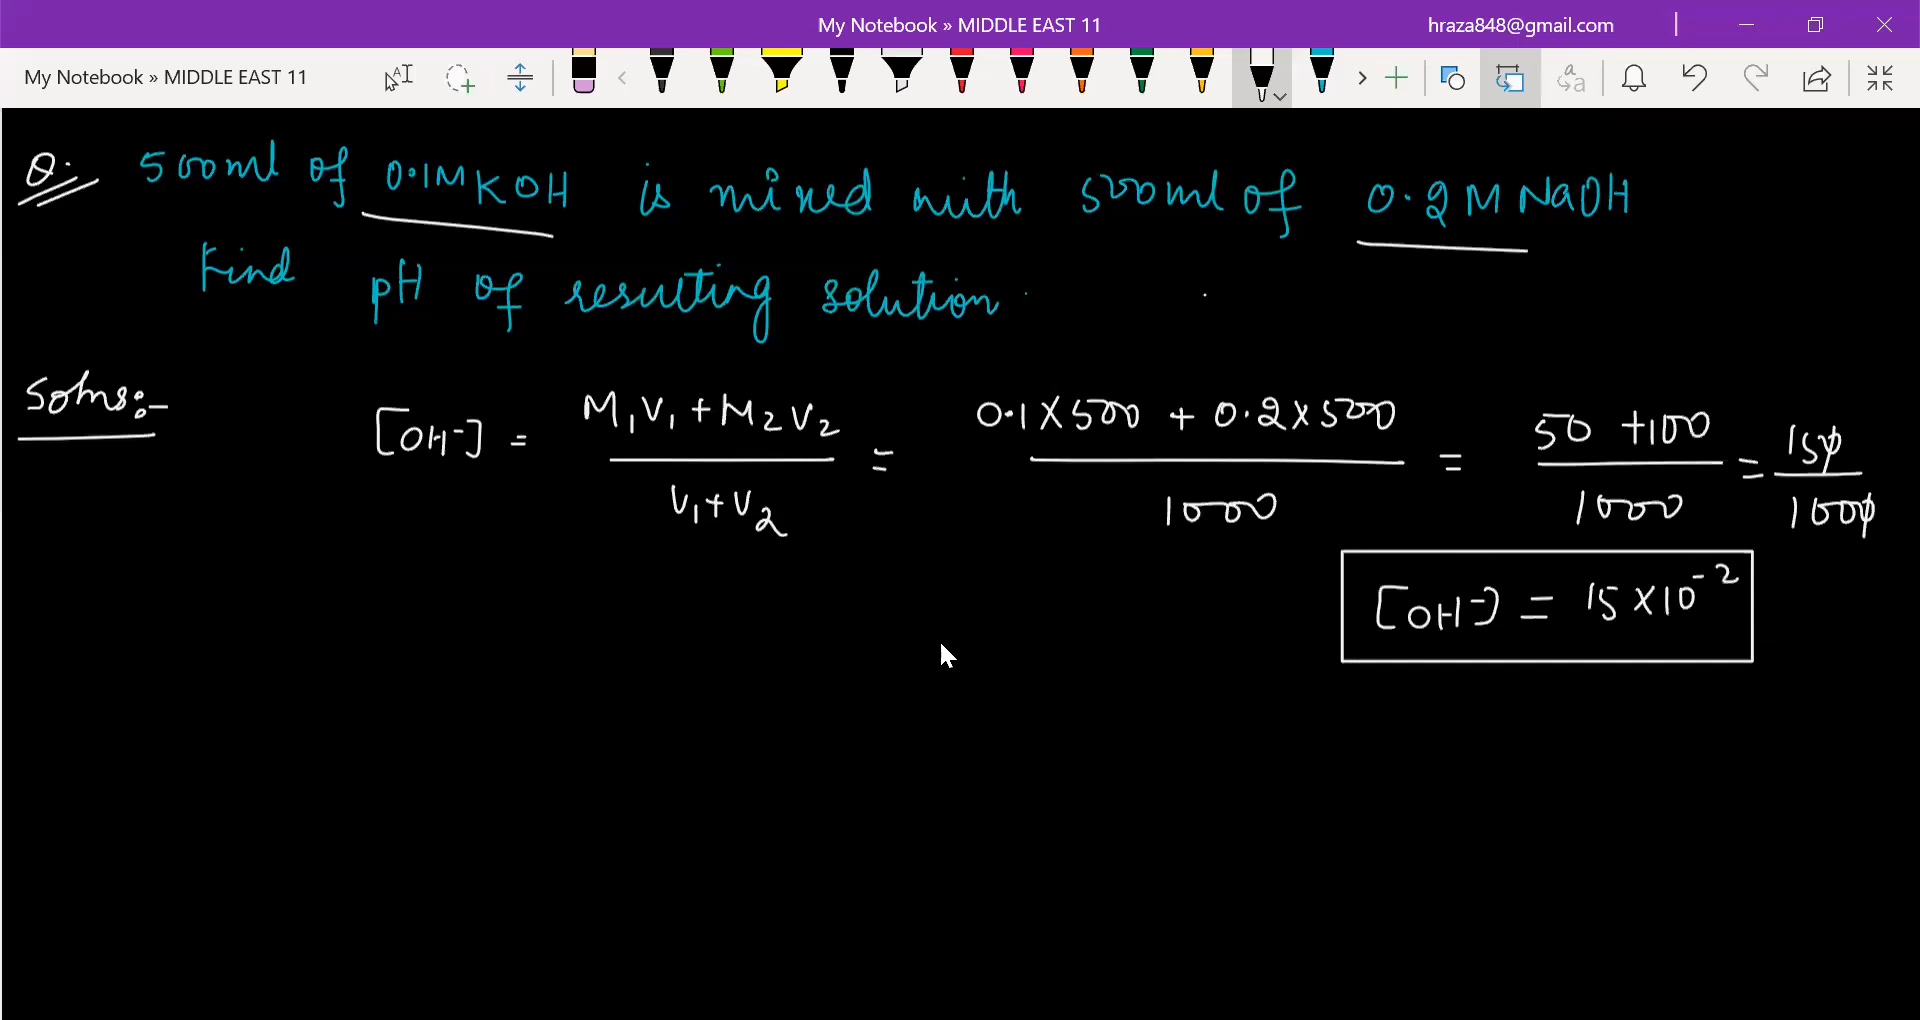 My Notebook » MIDDLE EAST 11
hraza848@gmail.com
My Notebook » MIDDLE EAST 11
Q:- 500ml of 0.1M KOH is mixed with 500ml of 0.2 M NaOH
Find pH of resulting solution.
Solns:-
[OH-] = M1V1 + M2V2 / V1 + V2 = 0.1 X 500 + 0.2 X 500 / 1000 = 50 + 100 / 1000 = 150 / 1000
[OH-] = 15 X 10^-2